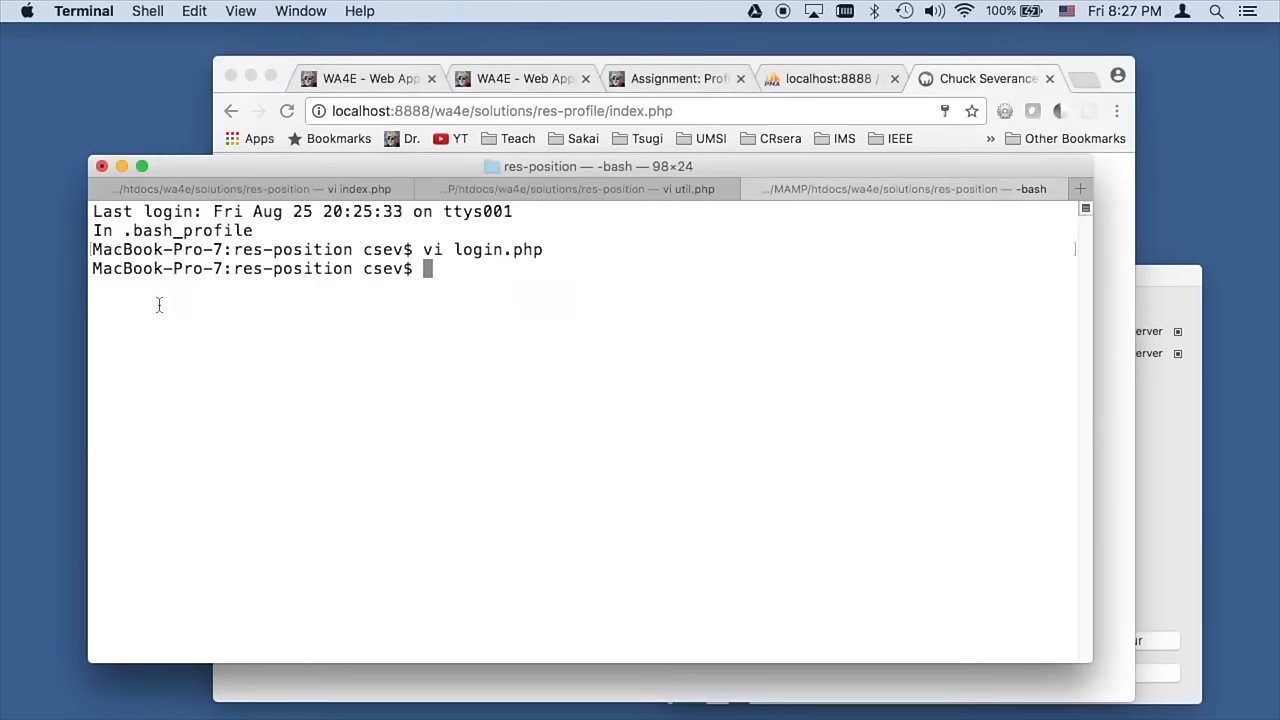 Terminal Shell Edit View Window Help 100% Fri 8:27 PM
WA4E - Web App WA4E - Web App Assignment: Prof localhost:8888 / Chuck Severance
localhost:8888/wa4e/solutions/res-profile/index.php
Apps Bookmarks Dr. YT Teach Sakai Tsugi UMSI CRsera IMS IEEE » Other Bookmarks
res-position — -bash — 98×24
.../htdocs/wa4e/solutions/res-position — vi index.php ...P/htdocs/wa4e/solutions/res-position — vi util.php .../MAMP/htdocs/wa4e/solutions/res-position — -bash
Last login: Fri Aug 25 20:25:33 on ttys001
In .bash_profile
MacBook-Pro-7:res-position csev$ vi login.php
MacBook-Pro-7:res-position csev$
erver
erver
ur